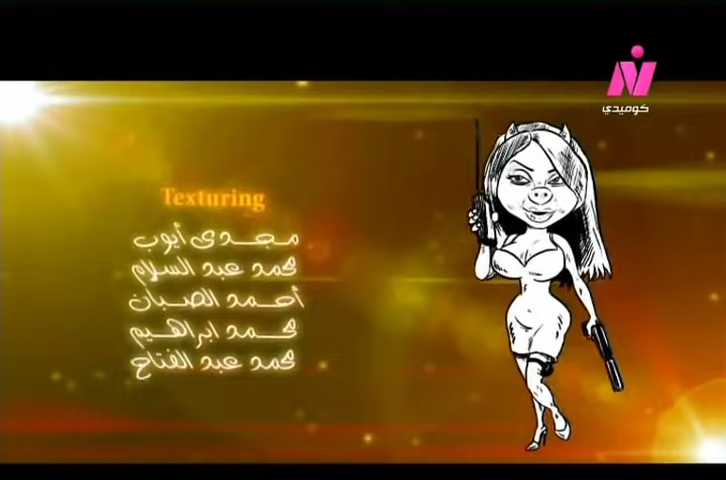 كوميدي
Texturing
مجدى أيوب
محمد عبد السلام
أحمد الصبان
محمد ابراهيم
محمد عبد الفتاح